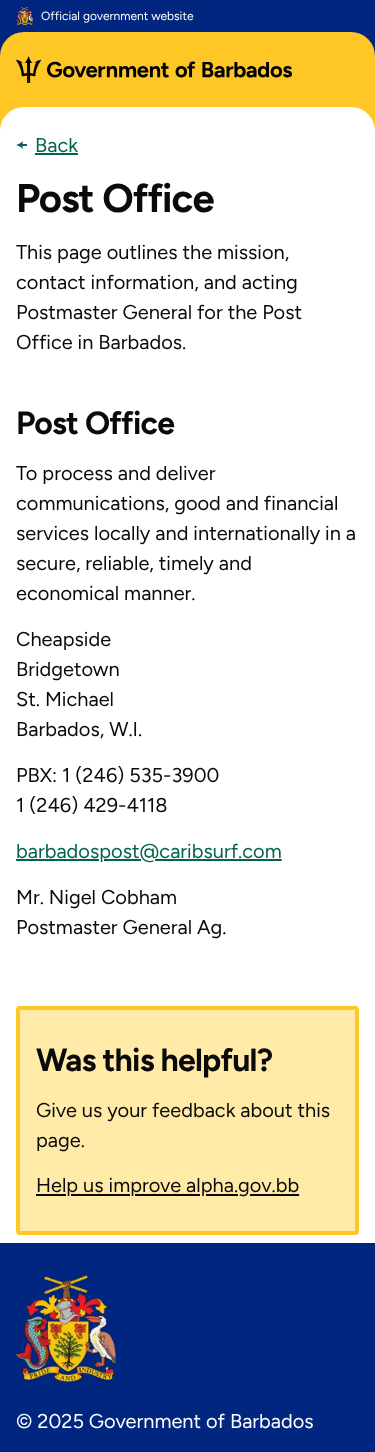 Official government website
Government of Barbados
Back
Post Office
This page outlines the mission,
contact information, and acting
Postmaster General for the Post
Office in Barbados.
Post Office
To process and deliver
communications, good and financial
services locally and internationally in a
secure, reliable, timely and
economical manner.
Cheapside
Bridgetown
St. Michael
Barbados, W.I.
PBX: 1 (246) 535-3900
1 (246) 429-4118
barbadospost@caribsurf.com
Mr. Nigel Cobham
Postmaster General Ag.
Was this helpful?
Give us your feedback about this
page.
Help us improve alpha.gov.bb
PRIDE AND INDUSTRY
© 2025 Government of Barbados